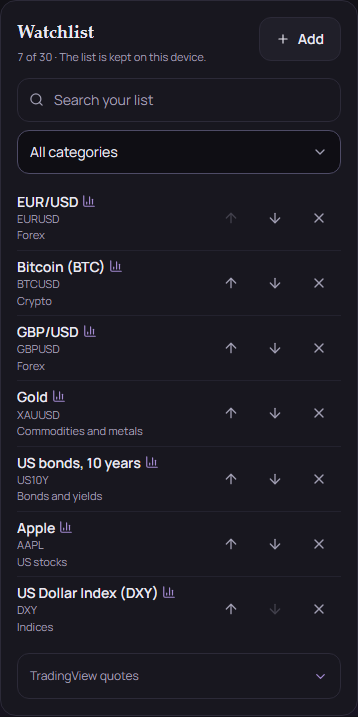 Watchlist
+ Add
7 of 30 · The list is kept on this device.
Search your list
All categories
EUR/USD
EURUSD
Forex
Bitcoin (BTC)
BTCUSD
Crypto
GBP/USD
GBPUSD
Forex
Gold
XAUUSD
Commodities and metals
US bonds, 10 years
US10Y
Bonds and yields
Apple
AAPL
US stocks
US Dollar Index (DXY)
DXY
Indices
TradingView quotes